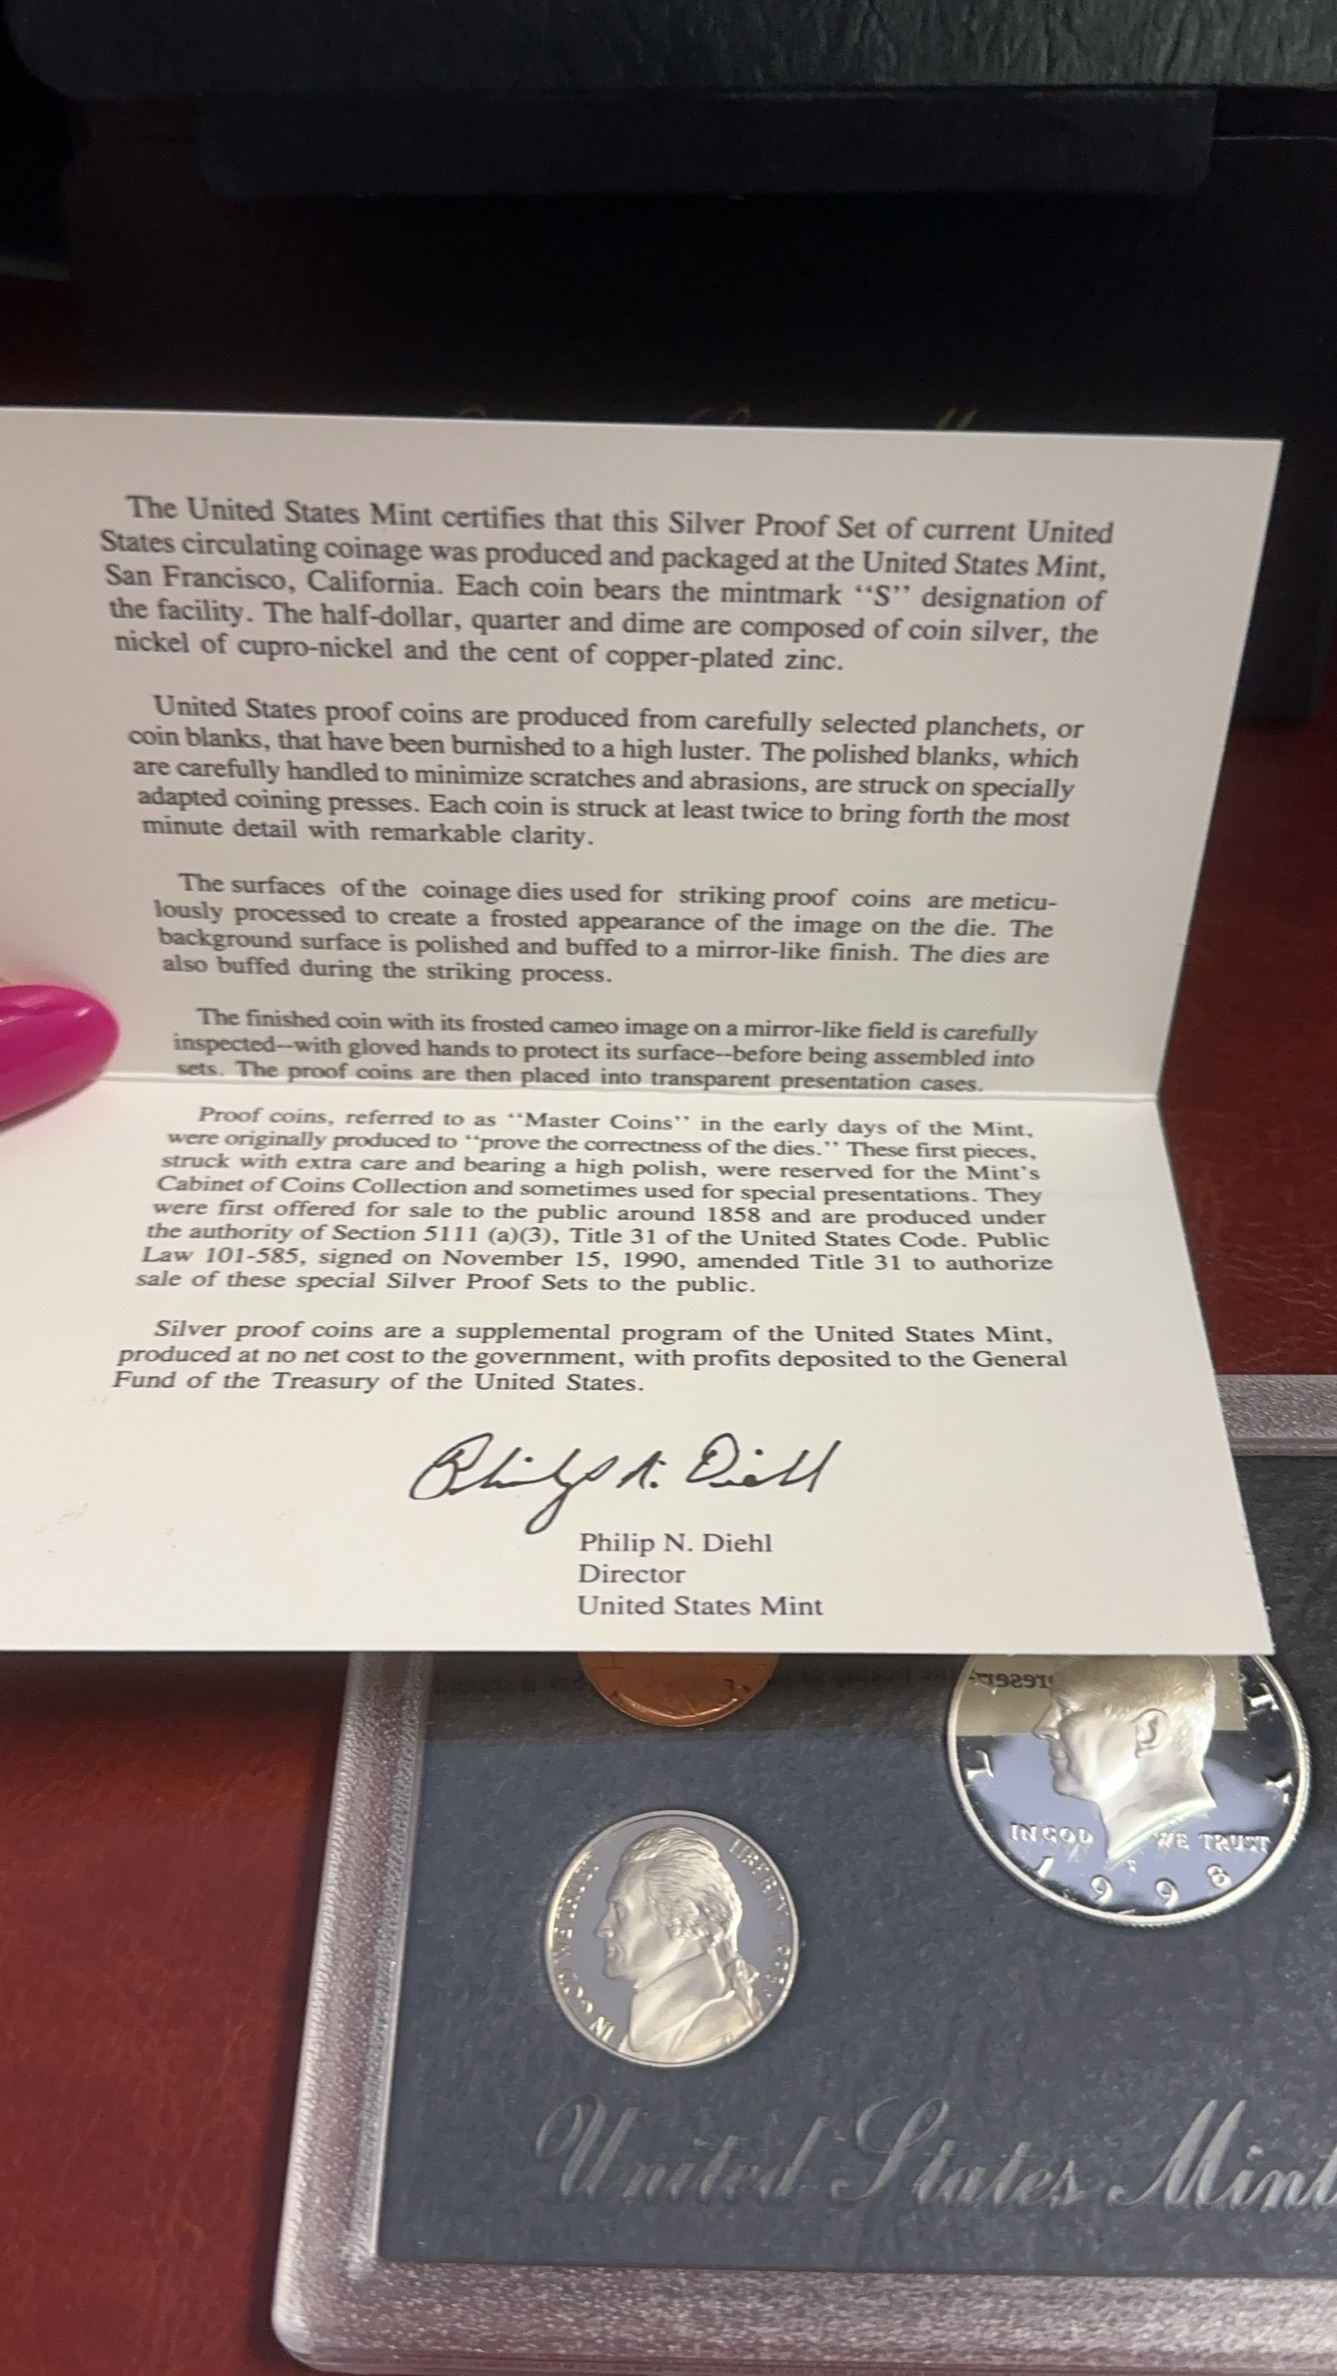 The United States Mint certifies that this Silver Proof Set of current United
States circulating coinage was produced and packaged at the United States Mint,
San Francisco, California. Each coin bears the mintmark ‘‘S’’ designation of
the facility. The half-dollar, quarter and dime are composed of coin silver, the
nickel of cupro-nickel and the cent of copper-plated zinc.
United States proof coins are produced from carefully selected planchets, or
coin blanks, that have been burnished to a high luster. The polished blanks, which
are carefully handled to minimize scratches and abrasions, are struck on specially
adapted coining presses. Each coin is struck at least twice to bring forth the most
minute detail with remarkable clarity.
The surfaces of the coinage dies used for striking proof coins are meticu-
lously processed to create a frosted appearance of the image on the die. The
background surface is polished and buffed to a mirror-like finish. The dies are
also buffed during the striking process.
The finished coin with its frosted cameo image on a mirror-like field is carefully
inspected--with gloved hands to protect its surface--before being assembled into
sets. The proof coins are then placed into transparent presentation cases.
Proof coins, referred to as ‘‘Master Coins’’ in the early days of the Mint,
were originally produced to ‘‘prove the correctness of the dies.’’ These first pieces,
struck with extra care and bearing a high polish, were reserved for the Mint's
Cabinet of Coins Collection and sometimes used for special presentations. They
were first offered for sale to the public around 1858 and are produced under
the authority of Section 5111 (a)(3), Title 31 of the United States Code. Public
Law 101-585, signed on November 15, 1990, amended Title 31 to authorize
sale of these special Silver Proof Sets to the public.
Silver proof coins are a supplemental program of the United States Mint,
produced at no net cost to the government, with profits deposited to the General
Fund of the Treasury of the United States.
Philip N. Diehl
Philip N. Diehl
Director
United States Mint
L T Y
IN GOD WE TRUST
1998
IN GOD WE TRUST
LIBERTY 1998
United States Mint